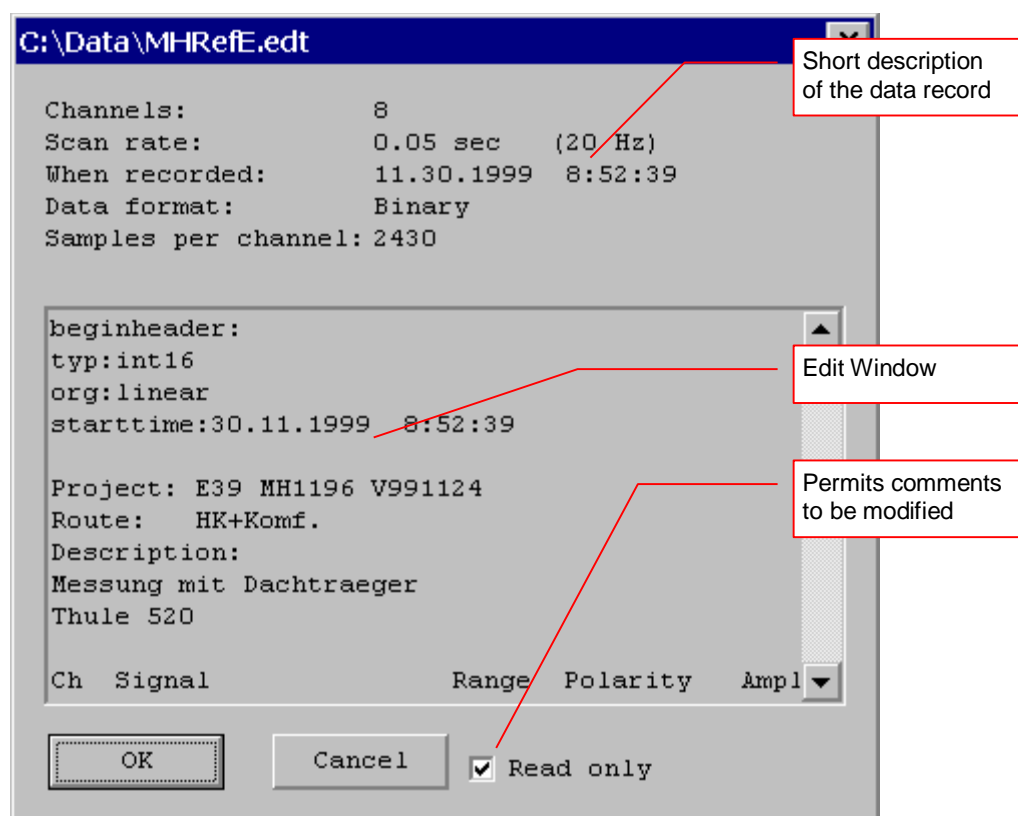 C:\Data\MHRefE.edt
Short description
of the data record
Channels: 8
Scan rate: 0.05 sec (20 Hz)
When recorded: 11.30.1999 8:52:39
Data format: Binary
Samples per channel: 2430
beginheader:
typ:int16
org:linear
starttime:30.11.1999 8:52:39
Edit Window
Project: E39 MH1196 V991124
Route: HK+Komf.
Description:
Messung mit Dachtraeger
Thule 520
Permits comments
to be modified
Ch Signal Range Polarity Ampl
OK Cancel Read only